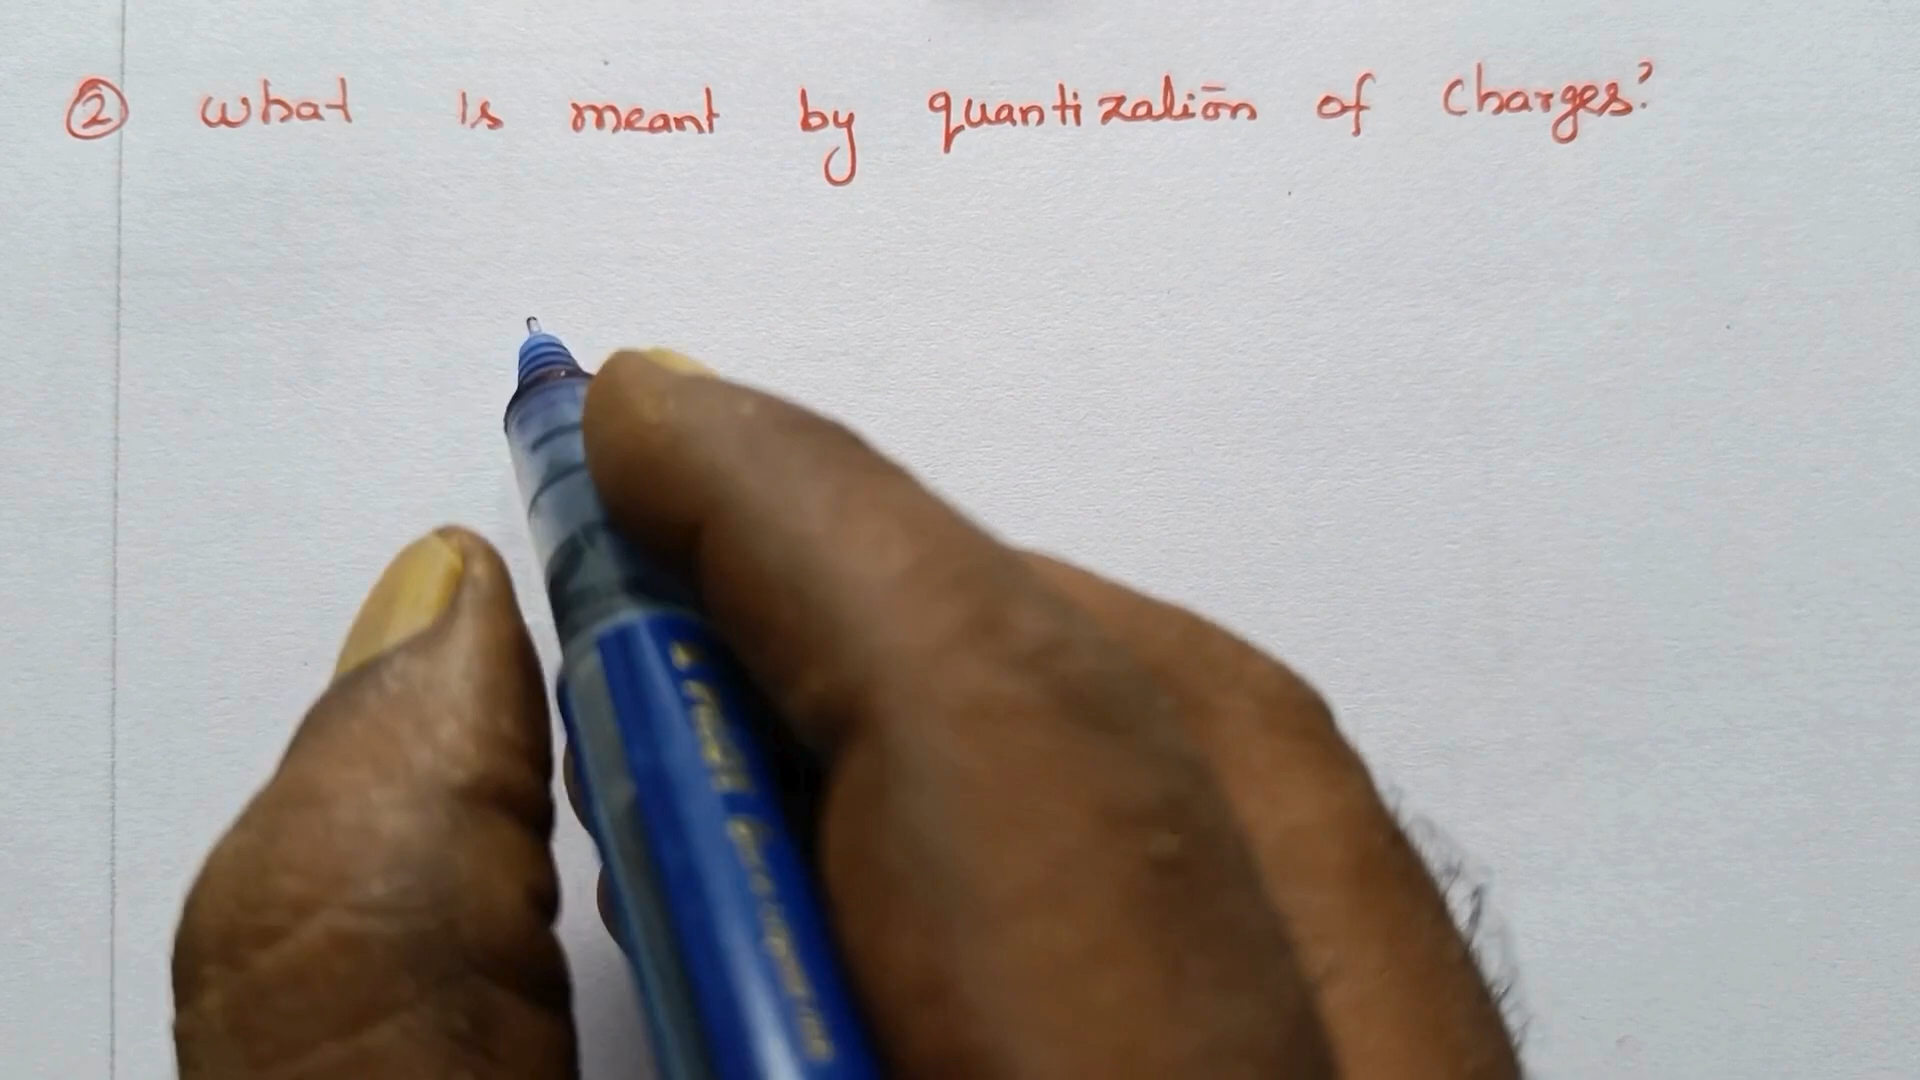 ② What is meant by quantization of charges?